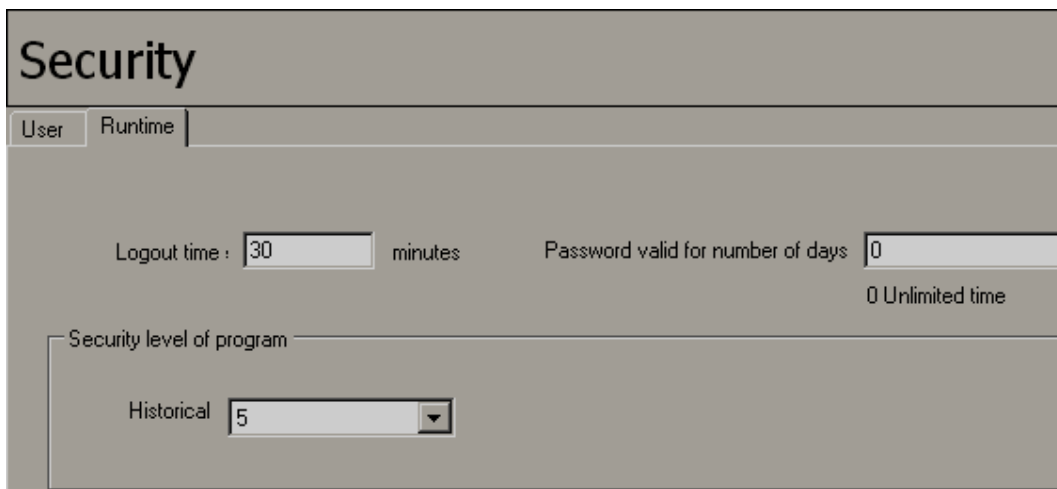 Security
User Runtime
Logout time : 30 minutes Password valid for number of days 0
0 Unlimited time
Security level of program
Historical 5